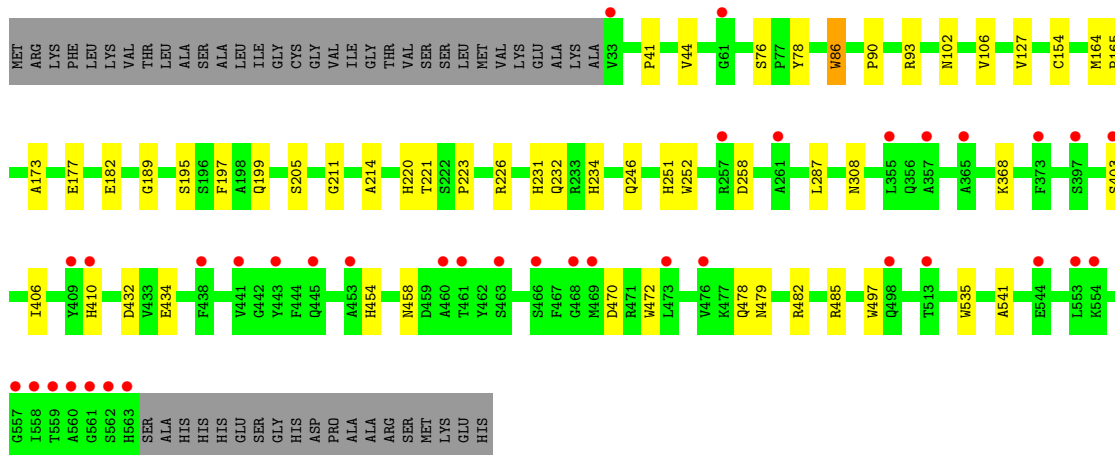 MET ARG LYS PHE LEU LYS VAL THR LEU ALA SER ALA LEU ILE GLY CYS GLY VAL ILE GLY THR VAL SER SER LEU MET VAL LYS GLU ALA LYS ALA V33 P41 V44 G61 S76 P77 Y78 W86 P90 R93 N102 V106 V127 C154 M164
A173 E177 E182 G189 S195 S196 F197 A198 Q199 S205 G211 A214 H220 T221 S222 P223 R226 H231 Q232 R233 H234 Q246 H251 W252 R257 D258 A261 L287 N308 L355 Q356 A357 A365 K368 F373 S397 S403
I406 Y409 H410 D432 V433 E434 F438 V441 G442 Y443 F444 Q445 A453 H454 N458 D459 A460 T461 Y462 S463 S466 F467 G468 M469 D470 R471 W472 L473 V476 K477 Q478 N479 R482 R485 W497 Q498 T513 W535 A541 E544 L553 K554
G557 I558 T559 A560 G561 S562 H563 SER ALA HIS HIS HIS GLU SER GLY HIS ASP PRO ALA ALA ARG SER MET LYS GLU HIS